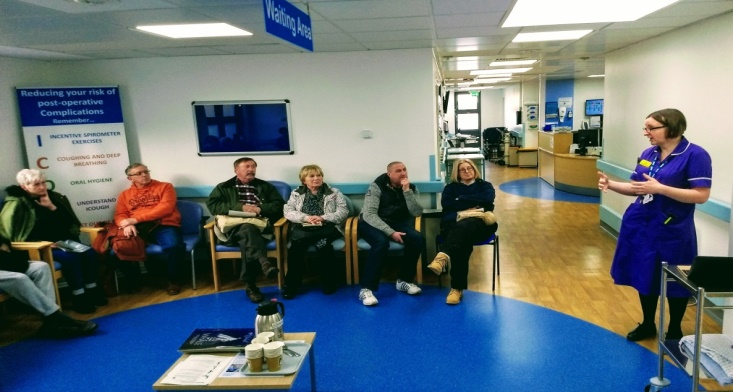 Waiting Area
Reducing your risk of
post-operative
Complications
Remember...
I
INCENTIVE SPIROMETER
EXERCISES
C
COUGHING AND DEEP
BREATHING
O
ORAL HYGIENE
UNDERSTAND
ICOUGH